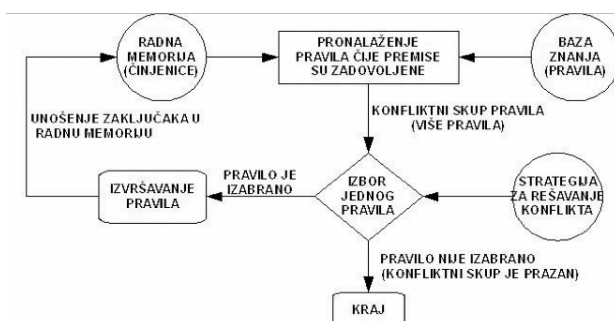 RADNA
MEMORIJA
(ČINJENICE)
PRONALAŽENJE
PRAVILA ČIJE PREMISE
SU ZADOVOLJENE
BAZA
ZNANJA
(PRAVILA)
UNOŠENJE ZAKLJUČAKA U
RADNU MEMORIJU
KONFLIKTNI SKUP PRAVILA
(VIŠE PRAVILA)
IZVRŠAVANJE
PRAVILA
PRAVILO JE
IZABRANO
IZBOR
JEDNOG
PRAVILA
STRATEGIJA
ZA REŠAVANJE
KONFLIKTA
PRAVILO NIJE IZABRANO
(KONFLIKTNI SKUP JE PRAZAN)
KRAJ